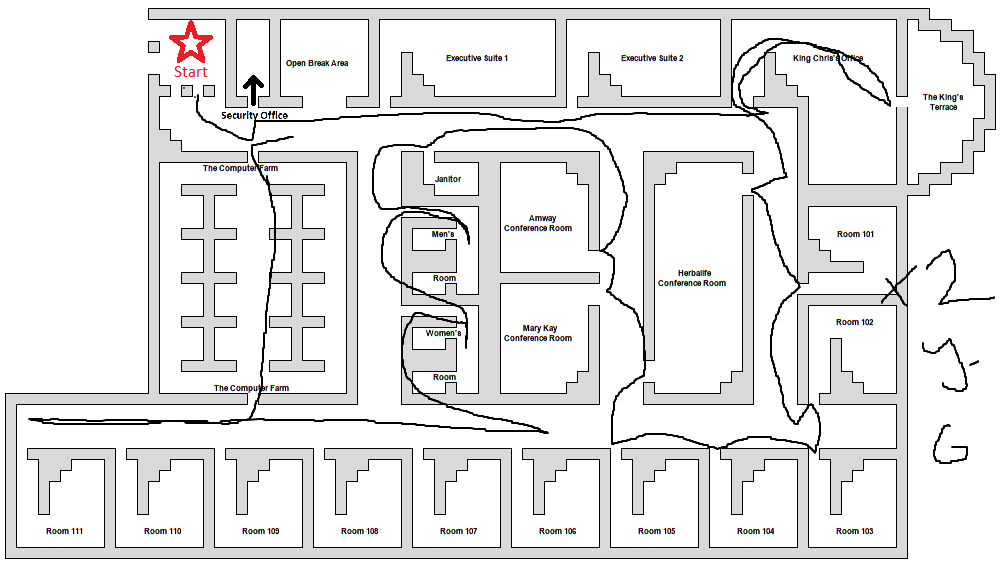 Start
Open Break Area
Executive Suite 1
Executive Suite 2
King Chris's Office
The King's
Terrace
Security Office
The Computer Farm
Janitor
Amway
Conference Room
Men's
Room
Room 101
Herbalife
Conference Room
X 2
Mary Kay
Conference Room
Women's
Room
Room 102
The Computer Farm
G
Room 111
Room 110
Room 109
Room 108
Room 107
Room 106
Room 105
Room 104
Room 103